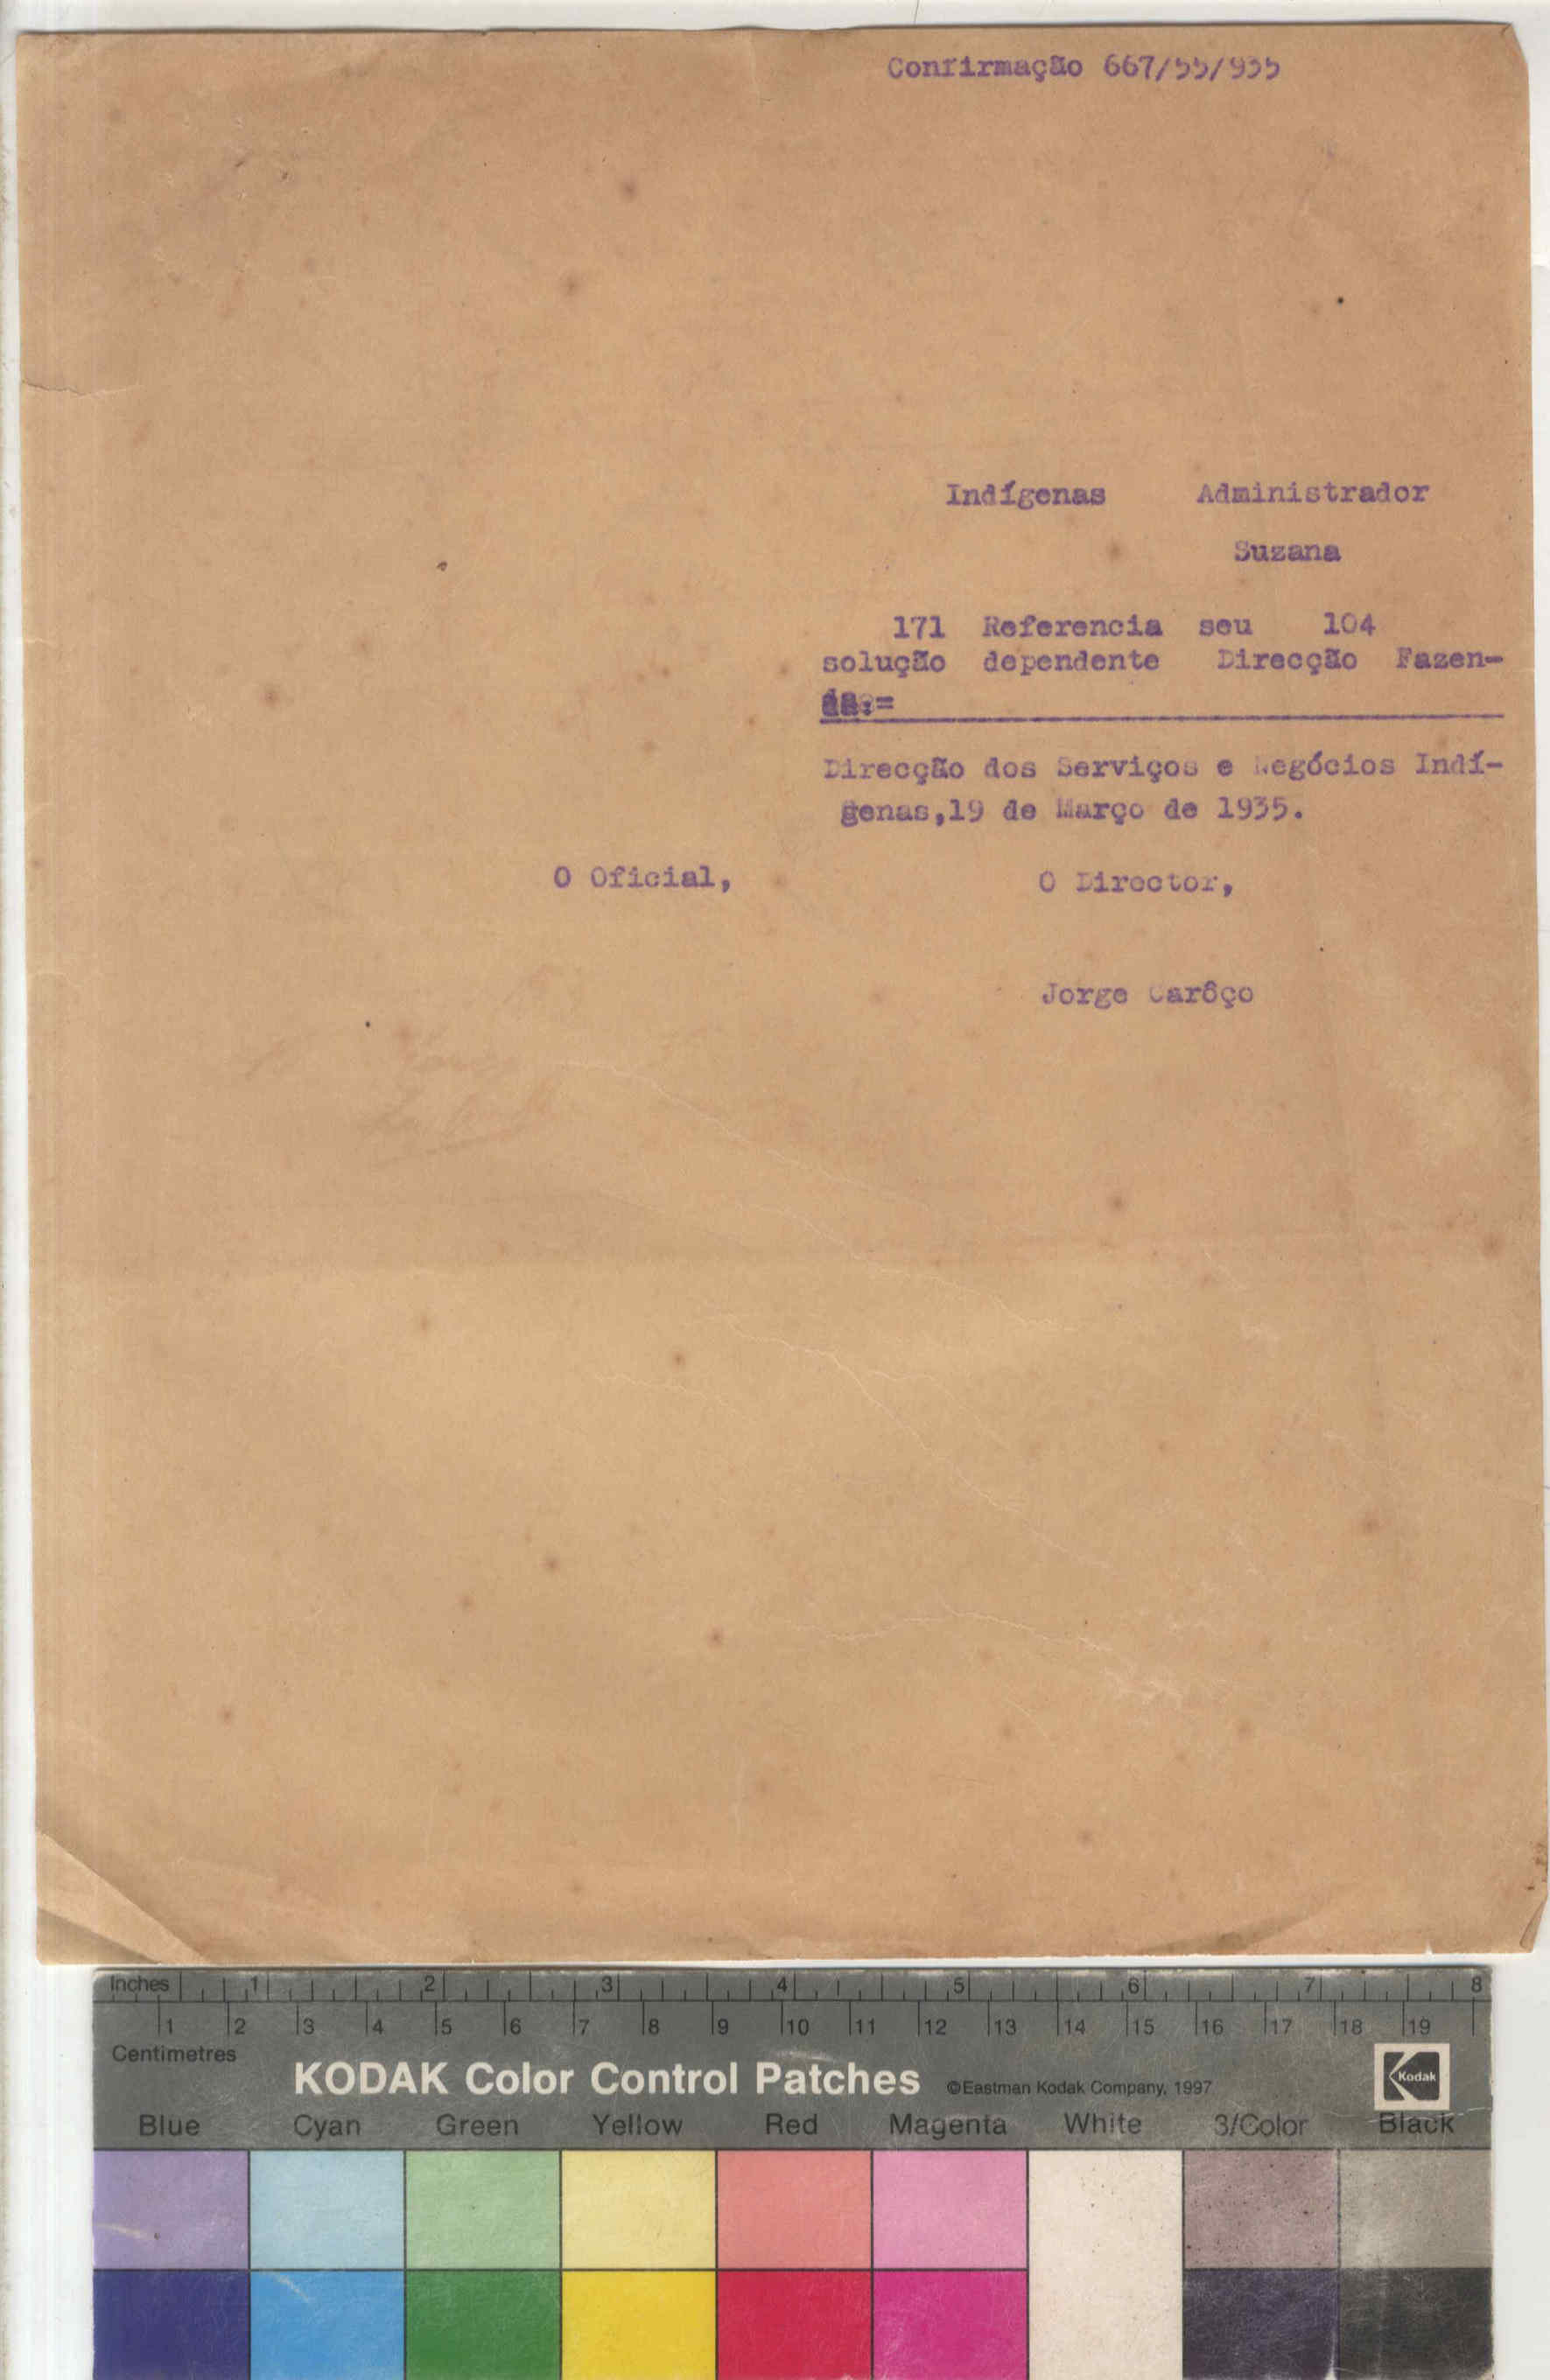 Confirmação 667/55/935
Indígenas Administrador
Suzana
171 Referencia seu 104
solução dependente Direcção Fazen-
da:=
Direcção dos Serviços e Negócios Indí-
genas,19 de Março de 1935.
O Oficial, O Director,
Jorge Carôço
Inches 1 2 3 4 5 6 7 8
1 2 3 4 5 6 7 8 9 10 11 12 13 14 15 16 17 18 19
Centimetres
KODAK Color Control Patches ©Eastman Kodak Company, 1997 Kodak
Blue Cyan Green Yellow Red Magenta White 3/Color Black